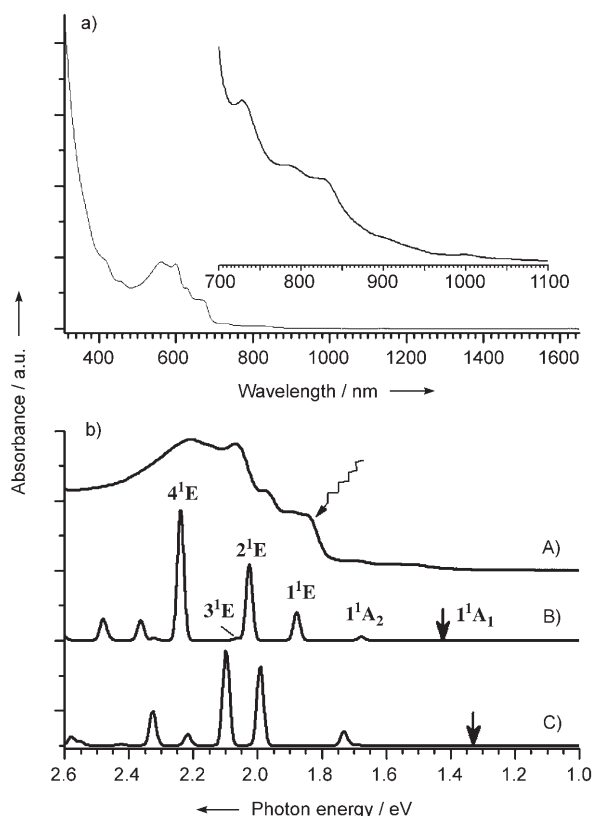 a)
700 800 900 1000 1100
400 600 800 1000 1200 1400 1600
Wavelength / nm
Absorbance / a.u.
b)
4¹E
A)
2¹E
3¹E
1¹E
1¹A₂
1¹A₁
B)
C)
2.6 2.4 2.2 2.0 1.8 1.6 1.4 1.2 1.0
Photon energy / eV